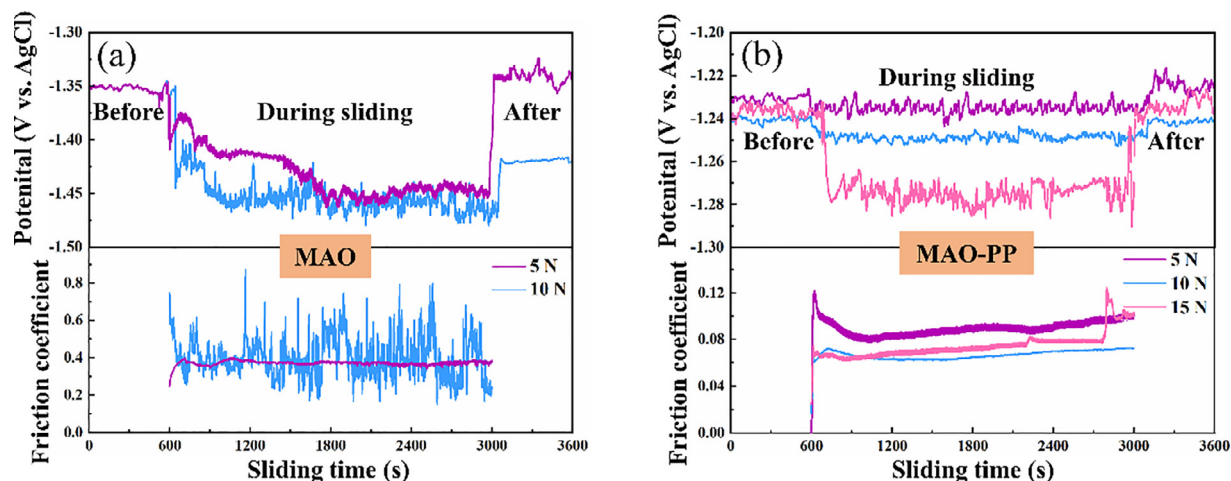 (a)
-1.30
-1.35
-1.40
-1.45
-1.50
Potenital (V vs. AgCl)
Before
During sliding
After
MAO
5 N
10 N
0.8
0.6
0.4
0.2
0.0
Friction coefficient
0 600 1200 1800 2400 3000 3600
Sliding time (s)
(b)
-1.20
-1.22
-1.24
-1.26
-1.28
-1.30
Potenital (V vs. AgCl)
During sliding
Before
After
MAO-PP
5 N
10 N
15 N
0.12
0.08
0.04
0.00
Friction coefficient
0 600 1200 1800 2400 3000 3600
Sliding time (s)